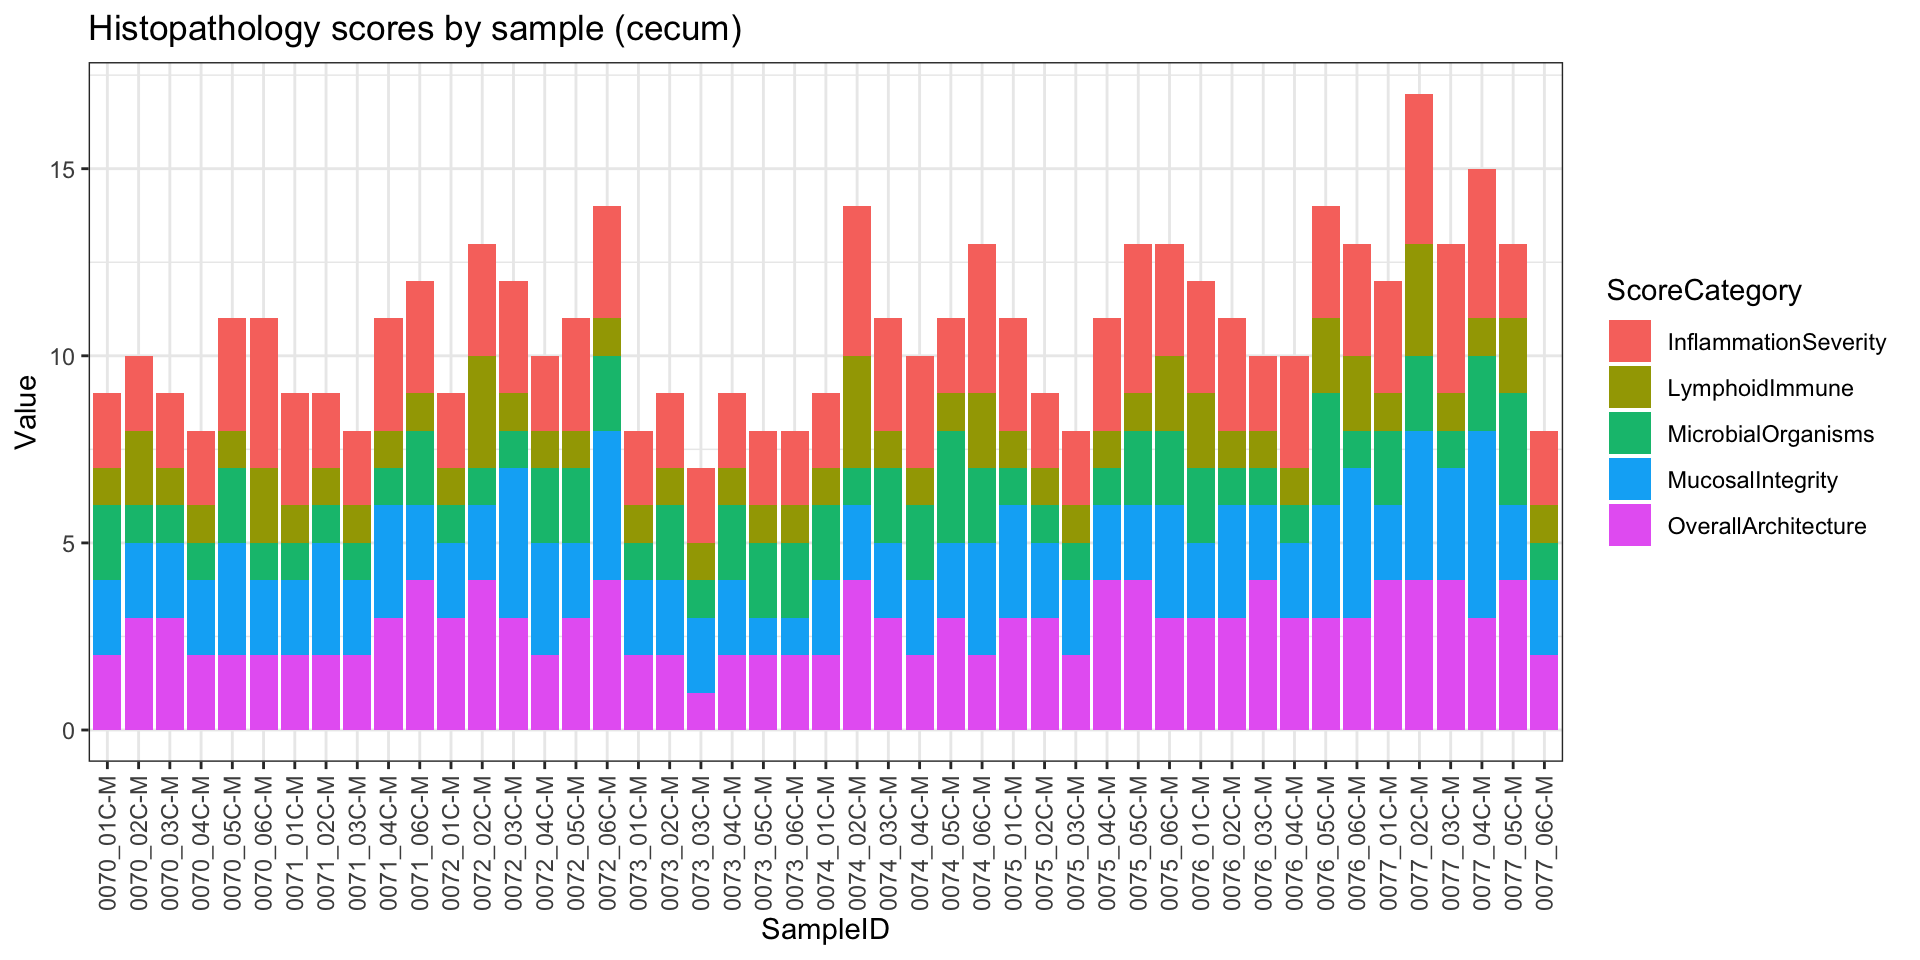 Histopathology scores by sample (cecum)
Value
15
10
5
0
0070_01C-M
0070_02C-M
0070_03C-M
0070_04C-M
0070_05C-M
0070_06C-M
0071_01C-M
0071_02C-M
0071_03C-M
0071_04C-M
0071_06C-M
0072_01C-M
0072_02C-M
0072_03C-M
0072_04C-M
0072_05C-M
0072_06C-M
0073_01C-M
0073_02C-M
0073_03C-M
0073_04C-M
0073_05C-M
0073_06C-M
0074_01C-M
0074_02C-M
0074_03C-M
0074_04C-M
0074_05C-M
0074_06C-M
0075_01C-M
0075_02C-M
0075_03C-M
0075_04C-M
0075_05C-M
0075_06C-M
0076_01C-M
0076_02C-M
0076_03C-M
0076_04C-M
0076_05C-M
0076_06C-M
0077_01C-M
0077_02C-M
0077_03C-M
0077_04C-M
0077_05C-M
0077_06C-M
SampleID
ScoreCategory
InflammationSeverity
LymphoidImmune
MicrobialOrganisms
MucosalIntegrity
OverallArchitecture